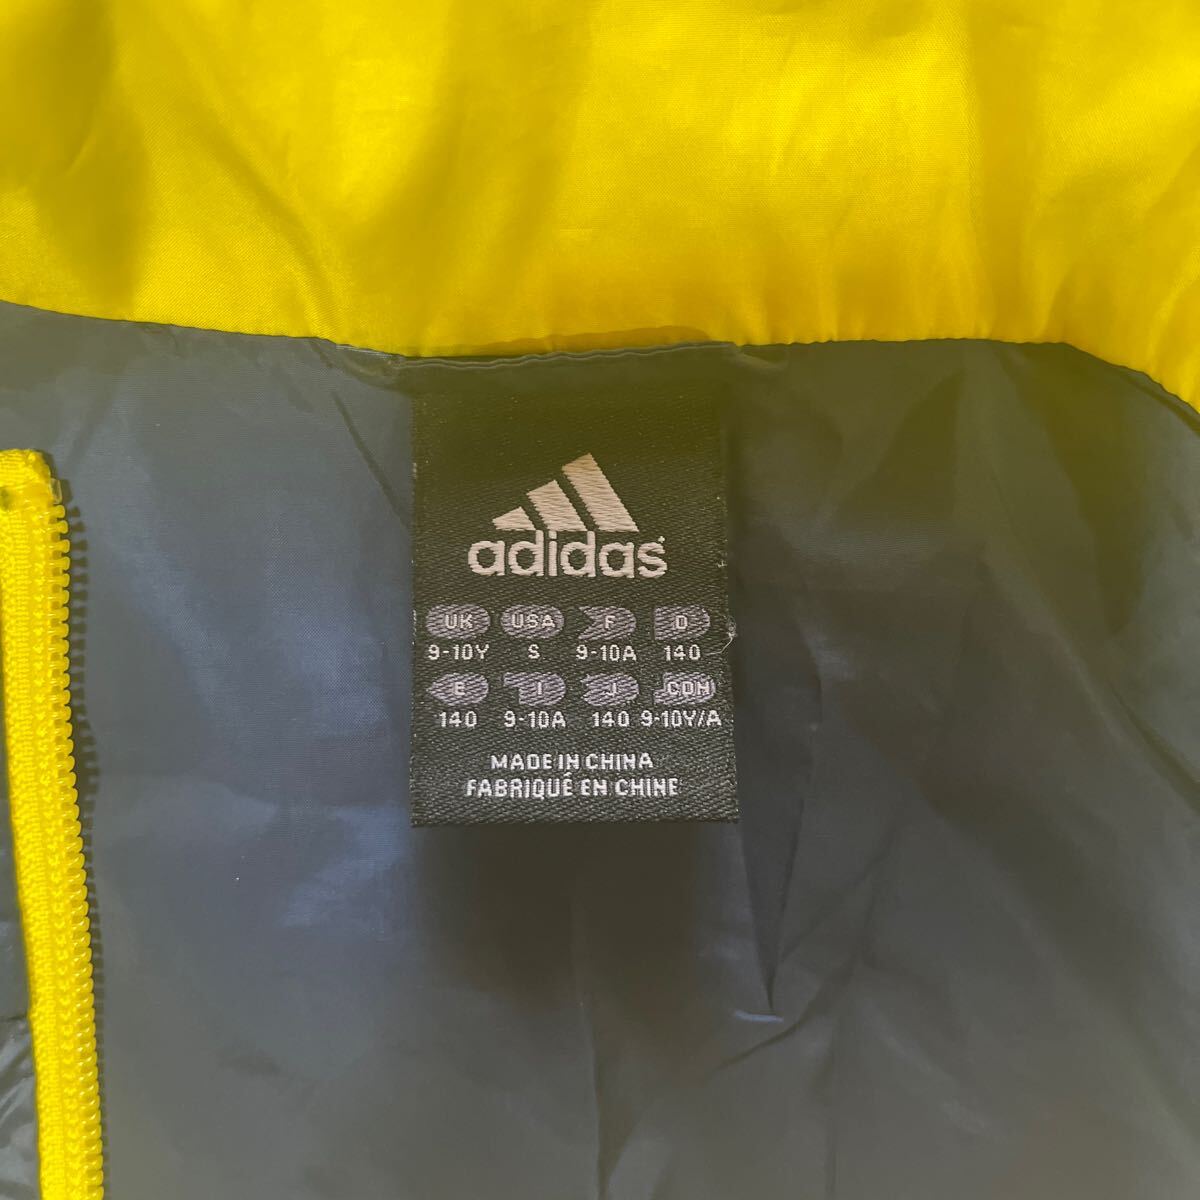 adidas
UK USA F D
9-10Y S 9-10A 140
E I J CDN
140 9-10A 140 9-10Y/A
MADE IN CHINA
FABRIQUÉ EN CHINE